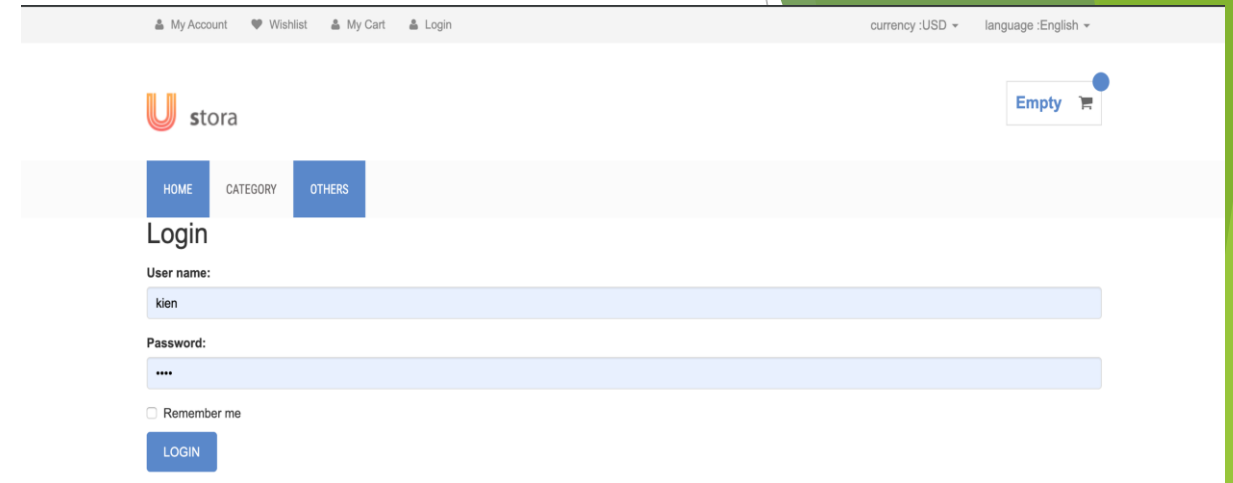 My Account Wishlist My Cart Login currency :USD language :English
Empty
U stora
HOME CATEGORY OTHERS
Login
User name:
kien
Password:
••••
Remember me
LOGIN